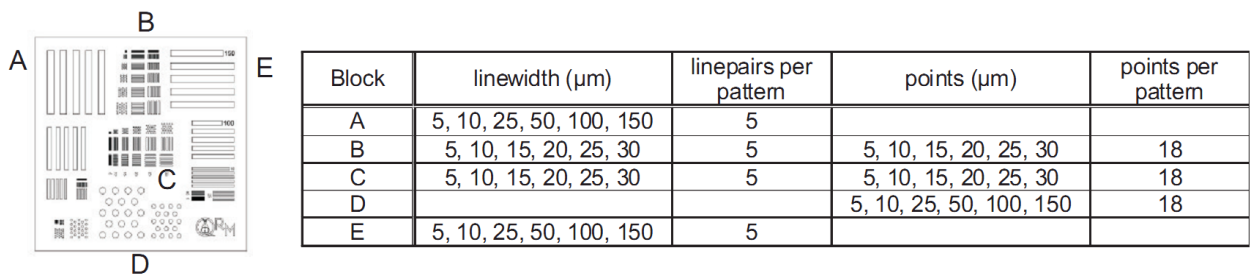 B
A
E
150
100
C
RM
D
Block linewidth (μm) linepairs per pattern points (μm) points per pattern
A 5, 10, 25, 50, 100, 150 5
B 5, 10, 15, 20, 25, 30 5 5, 10, 15, 20, 25, 30 18
C 5, 10, 15, 20, 25, 30 5 5, 10, 15, 20, 25, 30 18
D 5, 10, 25, 50, 100, 150 18
E 5, 10, 25, 50, 100, 150 5